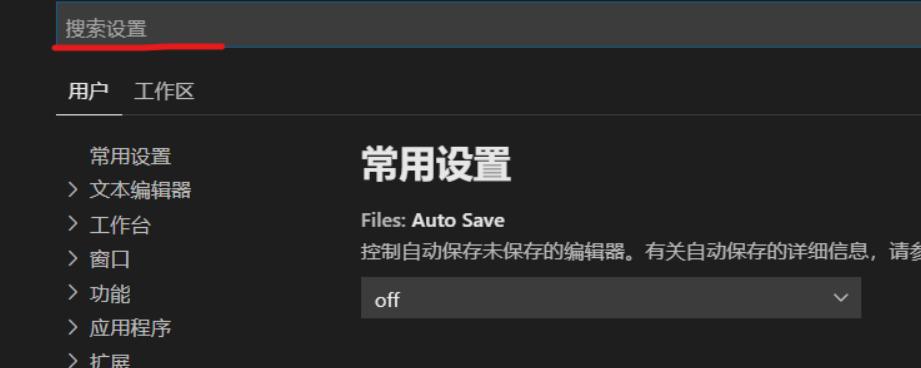 搜索设置
用户 工作区
常用设置
文本编辑器
工作台
窗口
功能
应用程序
扩展
常用设置
Files: Auto Save
控制自动保存未保存的编辑器。有关自动保存的详细信息，请参
off